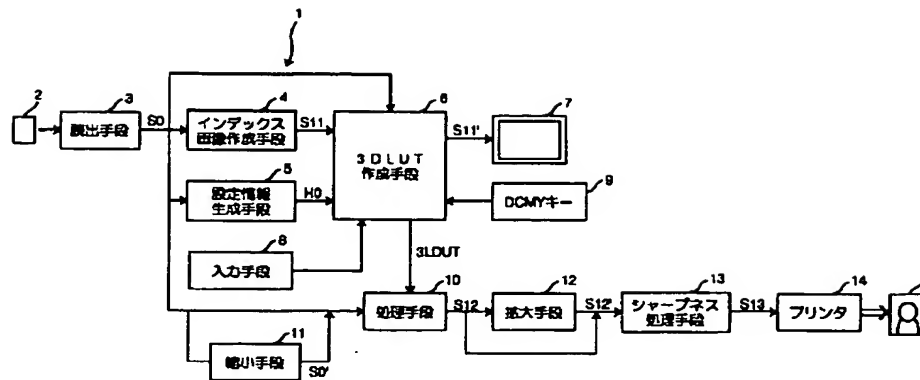 1
2
3
読出手段
S0
4
インデックス
画像作成手段
S11
5
設定情報
生成手段
H0
6
3DLUT
作成手段
S11'
7
8
入力手段
9
DCMYキー
3LDUT
10
処理手段
S12
11
縮小手段
S0'
12
拡大手段
S12'
13
シャープネス
処理手段
S13
14
プリンタ
P